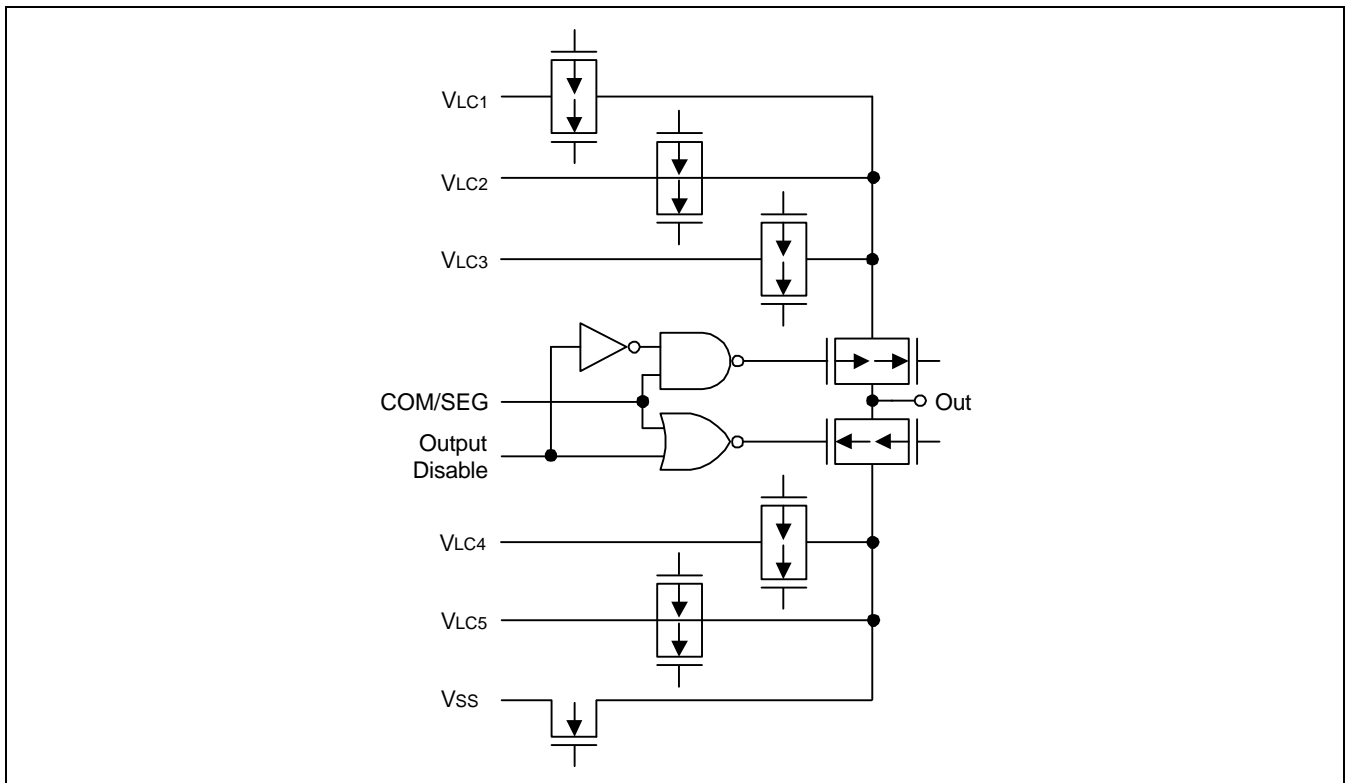 VLC1
VLC2
VLC3
COM/SEG
Out
Output
Disable
VLC4
VLC5
VSS